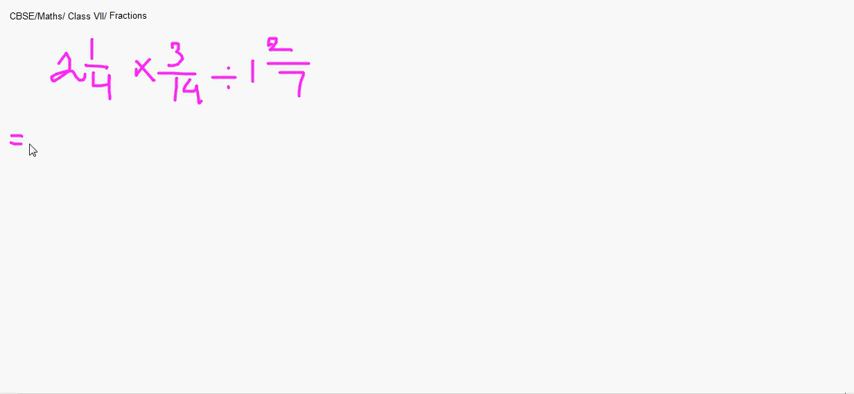 CBSE/Maths/ Class VII/ Fractions
2 1/4 × 3/14 ÷ 1 2/7
=